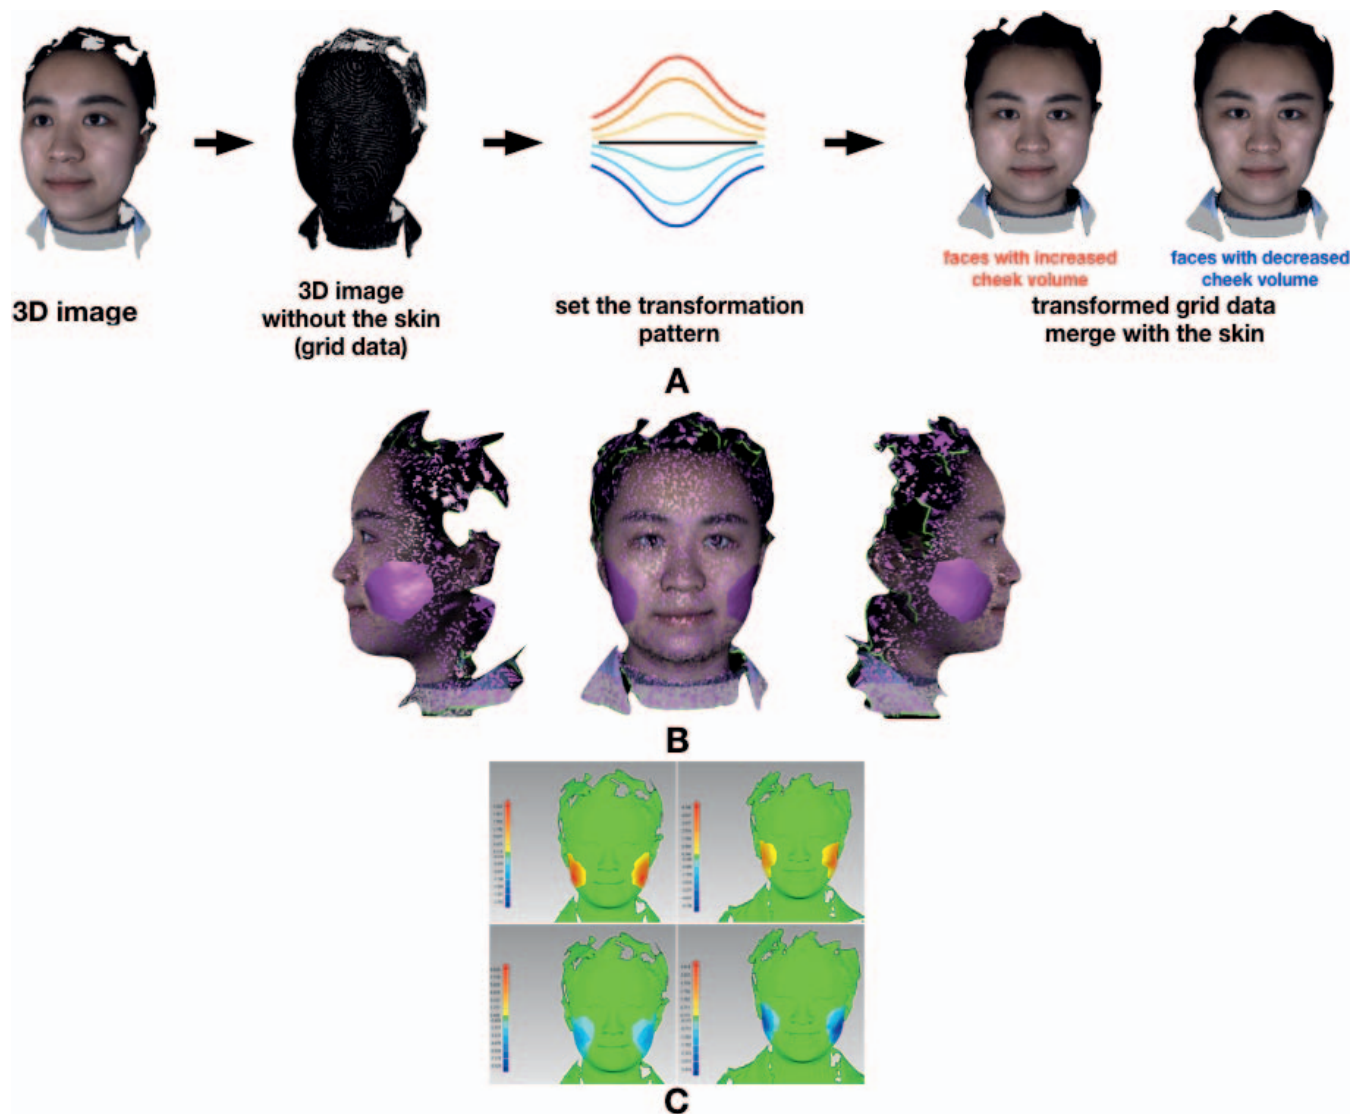 faces with increased
cheek volume
faces with decreased
cheek volume
3D image
3D image
without the skin
(grid data)
set the transformation
pattern
transformed grid data
merge with the skin
A
B
C